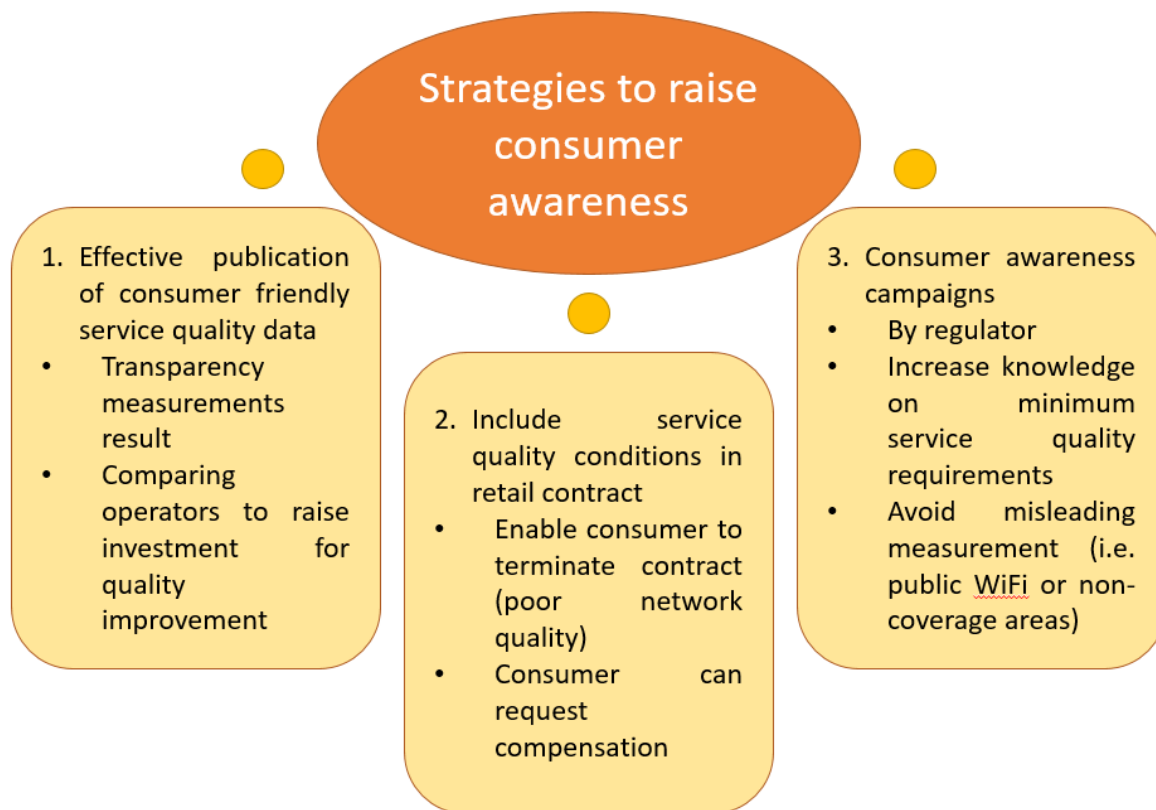 Strategies to raise
consumer
awareness
1. Effective publication
of consumer friendly
service quality data
• Transparency
measurements
result
• Comparing
operators to raise
investment for
quality
improvement
2. Include service
quality conditions in
retail contract
• Enable consumer to
terminate contract
(poor network
quality)
• Consumer can
request
compensation
3. Consumer awareness
campaigns
• By regulator
• Increase knowledge
on minimum
service quality
requirements
• Avoid misleading
measurement (i.e.
public WiFi or non-
coverage areas)